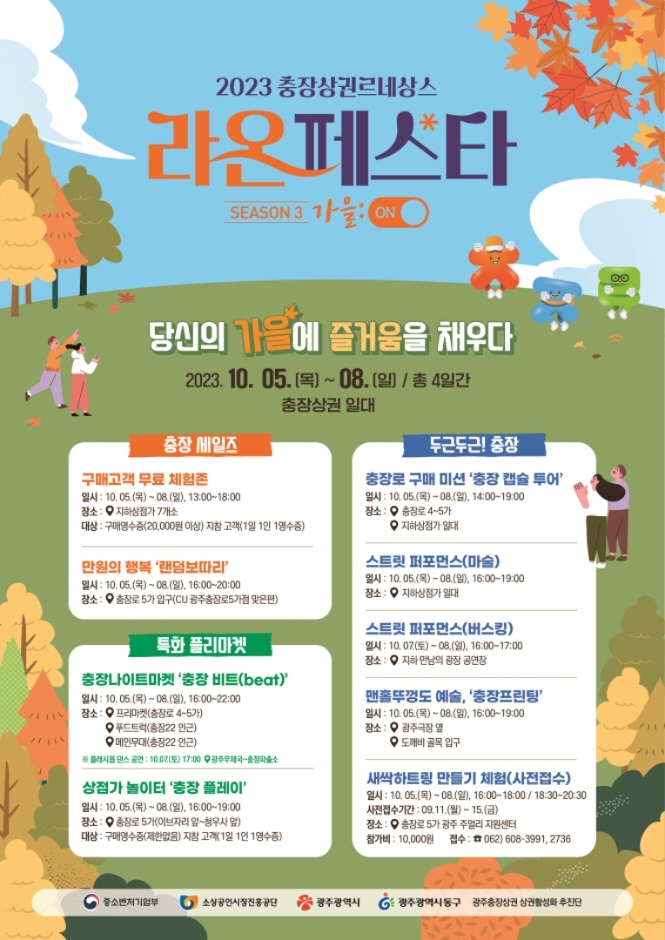 2023 충장상권르네상스
라온페스타
SEASON 3 가을: ON
당신의 가을에 즐거움을 채우다
2023. 10. 05.(목) ~ 08.(일) / 총 4일간
충장상권 일대
충장 세일즈
구매고객 무료 체험존
일시 : 10. 05.(목) ~ 08.(일), 13:00~18:00
장소 : 지하상점가 7개소
대상 : 구매영수증(20,000원 이상) 지참 고객(1일 1인 1영수증)
만원의 행복 '랜덤보따리'
일시 : 10. 05.(목) ~ 08.(일), 16:00~20:00
장소 : 충장로 5가 입구(CU 광주충장로5가점 맞은편)
특화 플리마켓
충장나이트마켓 '충장 비트(beat)'
일시 : 10. 05.(목) ~ 08.(일), 16:00~22:00
장소 : 프리마켓(충장로 4~5가)
푸드트럭(충장22 인근)
메인무대(충장22 인근)
※ 플래시몹 댄스 공연 : 10.07.(토) 17:00 광주우체국~충장파출소
상점가 놀이터 '충장 플레이'
일시 : 10. 05.(목) ~ 08.(일), 16:00~19:00
장소 : 충장로 5가(이브자리 앞~청우사 앞)
대상 : 구매영수증(제한없음) 지참 고객(1일 1인 1영수증)
두근두근! 충장
충장로 구매 미션 '충장 캡슐 투어'
일시 : 10. 05.(목) ~ 08.(일), 14:00~19:00
장소 : 충장로 4~5가
지하상점가 일대
스트릿 퍼포먼스(마술)
일시 : 10. 05.(목) ~ 08.(일), 16:00~19:00
장소 : 지하상점가 일대
스트릿 퍼포먼스(버스킹)
일시 : 10. 07.(토) ~ 08.(일), 16:00~17:00
장소 : 지하 만남의 광장 공연장
맨홀뚜껑도 예술, '충장프린팅'
일시 : 10. 05.(목) ~ 08.(일), 16:00~19:00
장소 : 광주극장 옆
도깨비 골목 입구
새싹하트링 만들기 체험(사전접수)
일시 : 10. 05.(목) ~ 08.(일), 16:00~18:00 / 18:30~20:30
사전접수기간 : 09.11.(월) ~ 15.(금)
장소 : 충장로 5가 광주 주얼리 지원센터
참가비 : 10,000원 접수 : ☎ 062) 608-3991, 2736
중소벤처기업부 소상공인시장진흥공단 광주광역시 광주광역시동구 광주충장상권 상권활성화 추진단